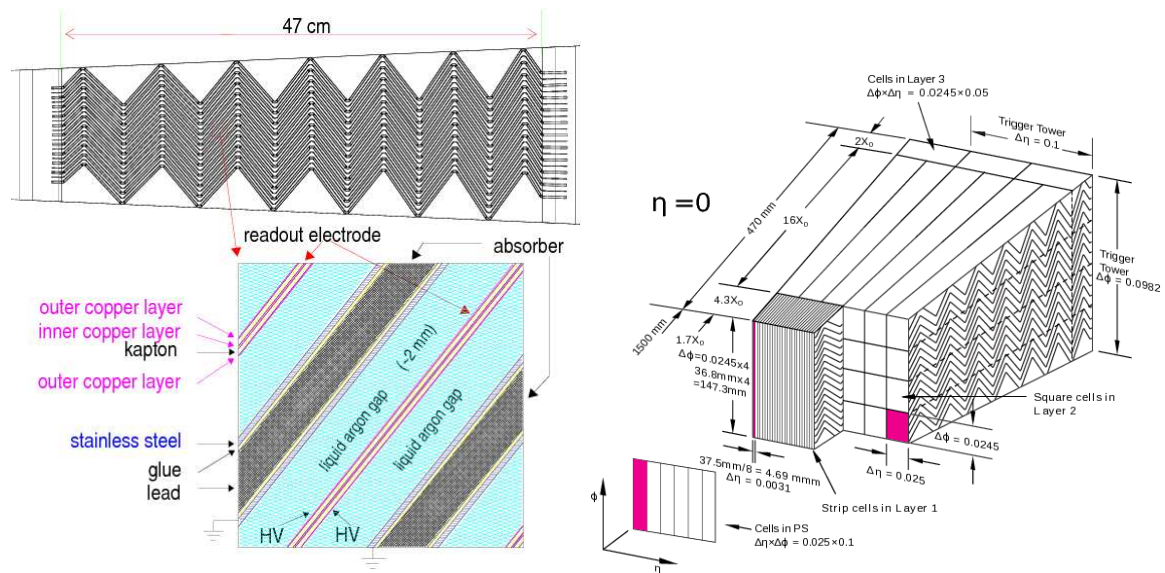 47 cm
readout electrode
absorber
outer copper layer
inner copper layer
kapton
outer copper layer
stainless steel
glue
lead
liquid argon gap
(~2 mm)
liquid argon gap
HV
HV
Cells in Layer 3
Δϕ×Δη = 0.0245×0.05
Trigger Tower
Δη = 0.1
2X₀
470 mm
16X₀
η =0
Trigger
Tower
Δϕ = 0.0982
4.3X₀
1500 mm
1.7X₀
Δϕ=0.0245x4
36.8mmx4
=147.3mm
Square cells in
Layer 2
Δϕ = 0.0245
37.5mm/8 = 4.69 mmm
Δη = 0.0031
Δη = 0.025
Strip cells in Layer 1
ϕ
Cells in PS
Δη×Δϕ = 0.025×0.1
η